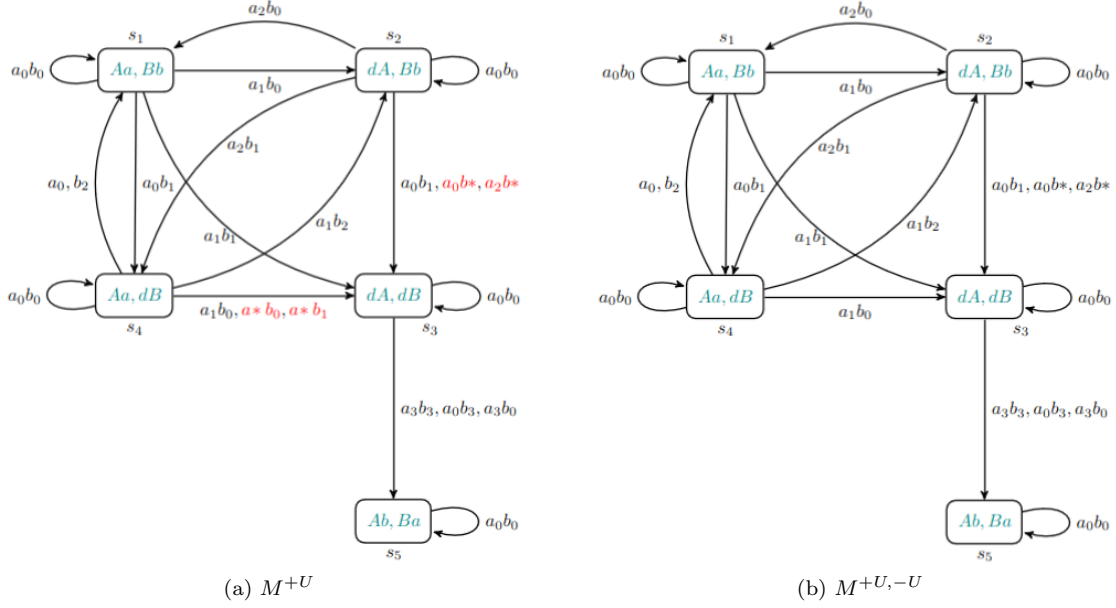 a₂b₀
s₁
s₂
a₀b₀
Aa, Bb
dA, Bb
a₀b₀
a₁b₀
a₂b₁
a₀, b₂
a₀b₁
a₀b₁, a₀b*, a₂b*
a₁b₁
a₁b₂
a₀b₀
Aa, dB
dA, dB
a₀b₀
a₁b₀, a* b₀, a* b₁
s₄
s₃
a₃b₃, a₀b₃, a₃b₀
Ab, Ba
a₀b₀
s₅
(a) M⁺ᵁ
a₂b₀
s₁
s₂
a₀b₀
Aa, Bb
dA, Bb
a₀b₀
a₁b₀
a₂b₁
a₀, b₂
a₀b₁
a₀b₁, a₀b*, a₂b*
a₁b₁
a₁b₂
a₀b₀
Aa, dB
dA, dB
a₀b₀
a₁b₀
s₄
s₃
a₃b₃, a₀b₃, a₃b₀
Ab, Ba
a₀b₀
s₅
(b) M⁺ᵁ,⁻ᵁ